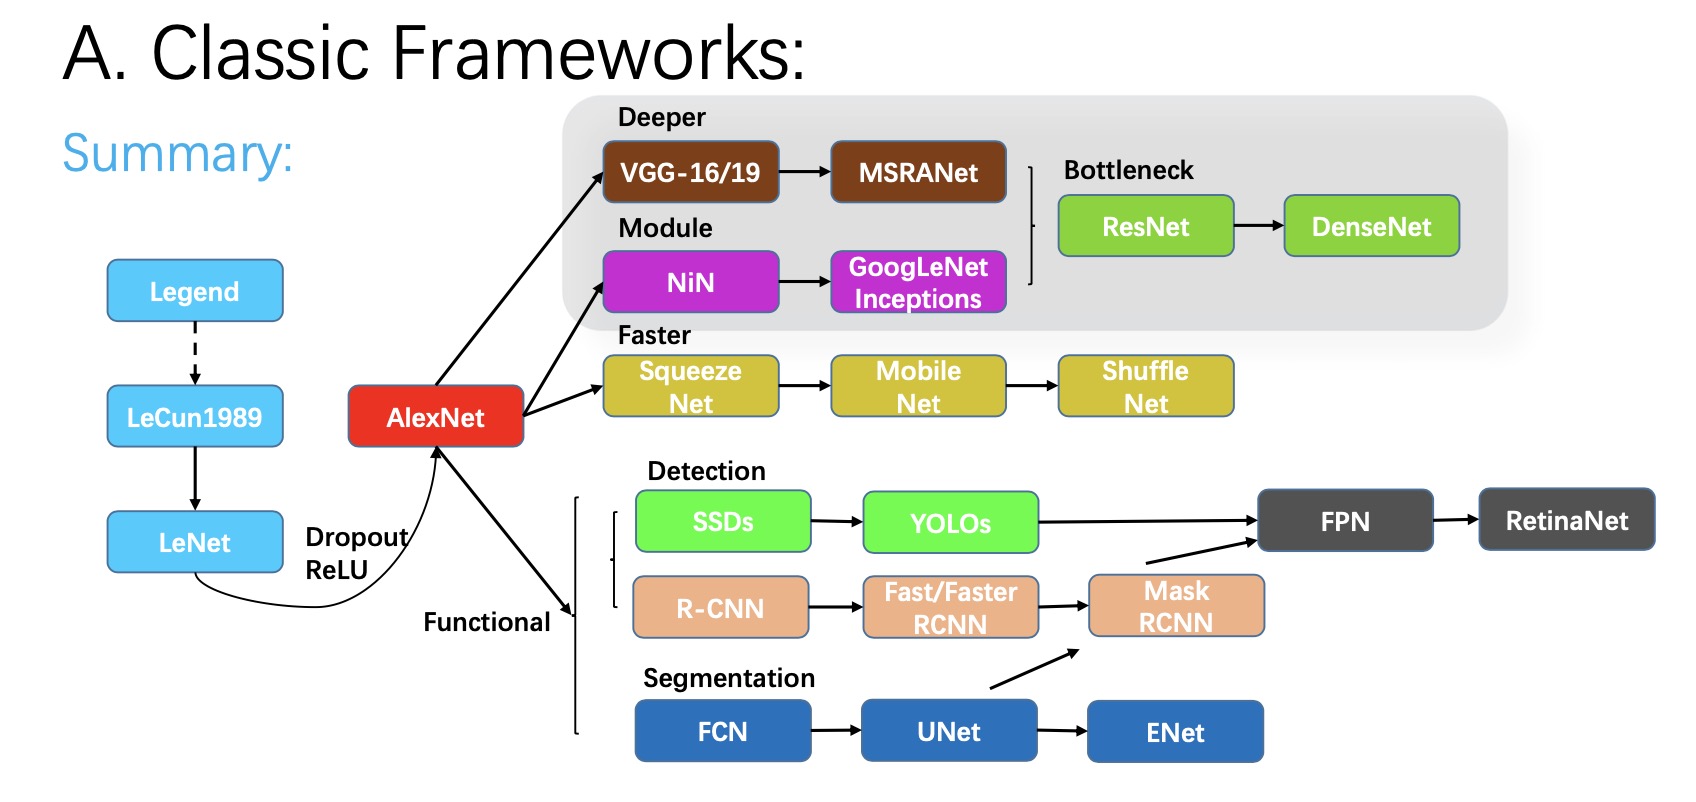 A. Classic Frameworks:
Summary:
Legend
LeCun1989
LeNet
Dropout
ReLU
AlexNet
Deeper
VGG-16/19
MSRANet
Module
NiN
GoogLeNet
Inceptions
Bottleneck
ResNet
DenseNet
Faster
Squeeze
Net
Mobile
Net
Shuffle
Net
Functional
Detection
SSDs
YOLOs
FPN
RetinaNet
R-CNN
Fast/Faster
RCNN
Mask
RCNN
Segmentation
FCN
UNet
ENet